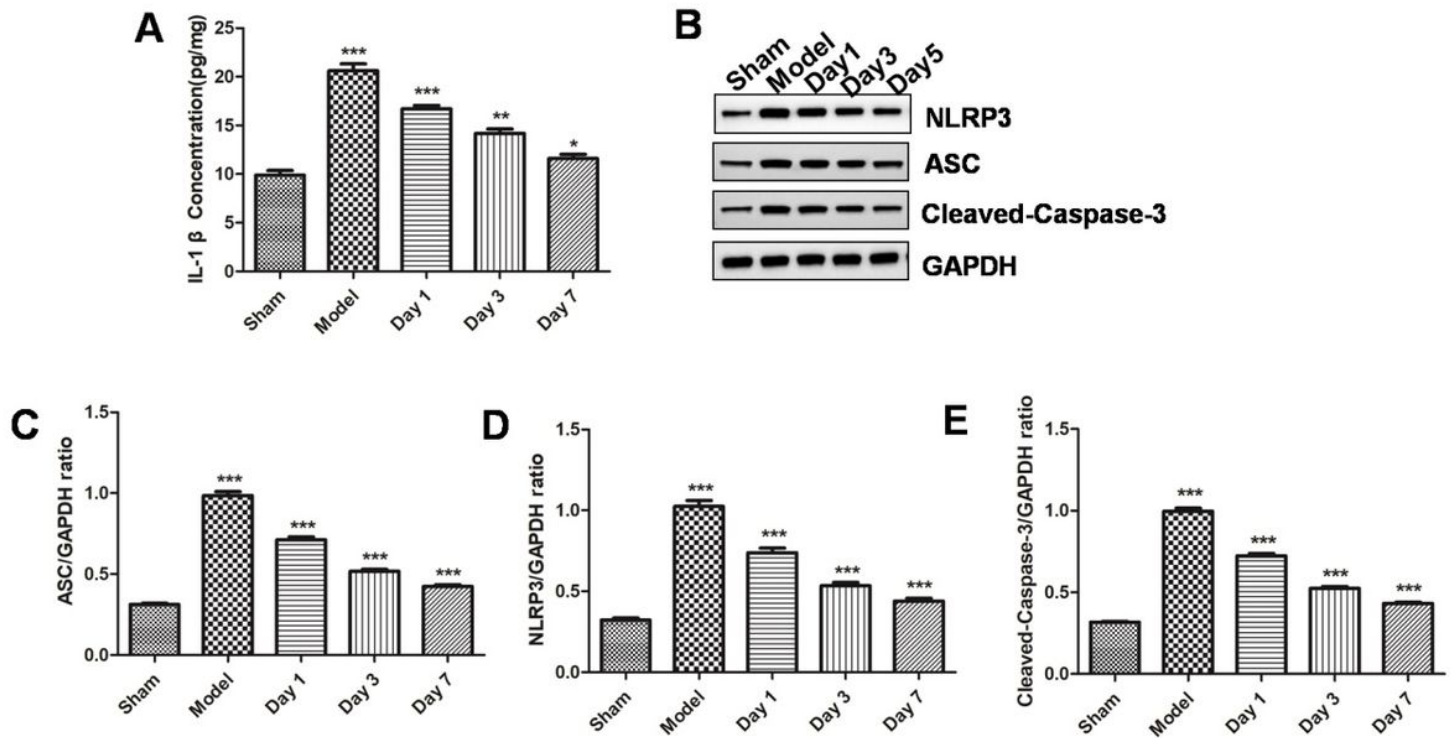 A
IL-1 β Concentration(pg/mg)
25
20
15
10
5
0
***
***
**
*
Sham
Model
Day 1
Day 3
Day 7
B
Sham
Model
Day1
Day3
Day5
NLRP3
ASC
Cleaved-Caspase-3
GAPDH
C
ASC/GAPDH ratio
1.5
1.0
0.5
0.0
***
***
***
***
Sham
Model
Day 1
Day 3
Day 7
D
NLRP3/GAPDH ratio
1.5
1.0
0.5
0.0
***
***
***
***
Sham
Model
Day 1
Day 3
Day 7
E
Cleaved-Caspase-3/GAPDH ratio
1.5
1.0
0.5
0.0
***
***
***
***
Sham
Model
Day 1
Day 3
Day 7